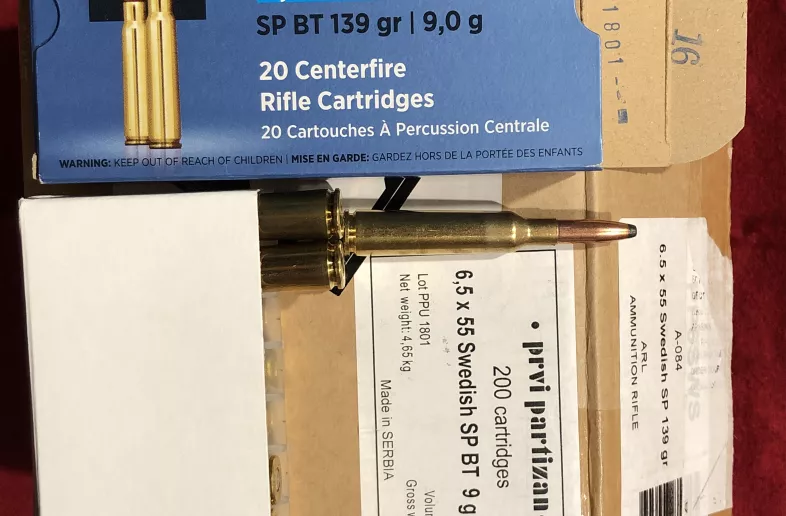 SP BT 139 gr | 9,0 g
20 Centerfire
Rifle Cartridges
20 Cartouches À Percussion Centrale
WARNING: KEEP OUT OF REACH OF CHILDREN | MISE EN GARDE: GARDEZ HORS DE LA PORTÉE DES ENFANTS
1801
16
• prvi partizan
200 cartridges
6,5 x 55 Swedish SP BT 9 g
Lot PPU 1801
Net weight: 4,65 kg
Made in SERBIA
Gross
A-084
6.5 x 55 Swedish SP 139 gr
ARL
AMMUNITION RIFLE